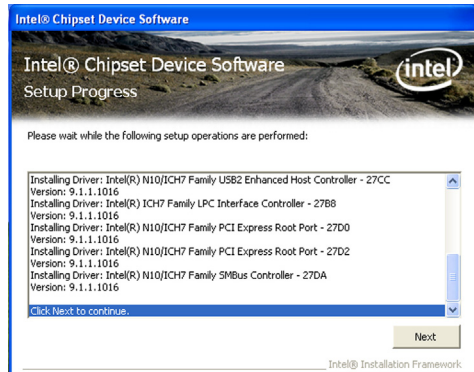 Intel® Chipset Device Software
Intel® Chipset Device Software
intel
Setup Progress
Please wait while the following setup operations are performed:
Installing Driver: Intel(R) N10/ICH7 Family USB2 Enhanced Host Controller - 27CC
Version: 9.1.1.1016
Installing Driver: Intel(R) ICH7 Family LPC Interface Controller - 27B8
Version: 9.1.1.1016
Installing Driver: Intel(R) N10/ICH7 Family PCI Express Root Port - 27D0
Version: 9.1.1.1016
Installing Driver: Intel(R) N10/ICH7 Family PCI Express Root Port - 27D2
Version: 9.1.1.1016
Installing Driver: Intel(R) N10/ICH7 Family SMBus Controller - 27DA
Version: 9.1.1.1016
Click Next to continue.
Next
Intel® Installation Framework